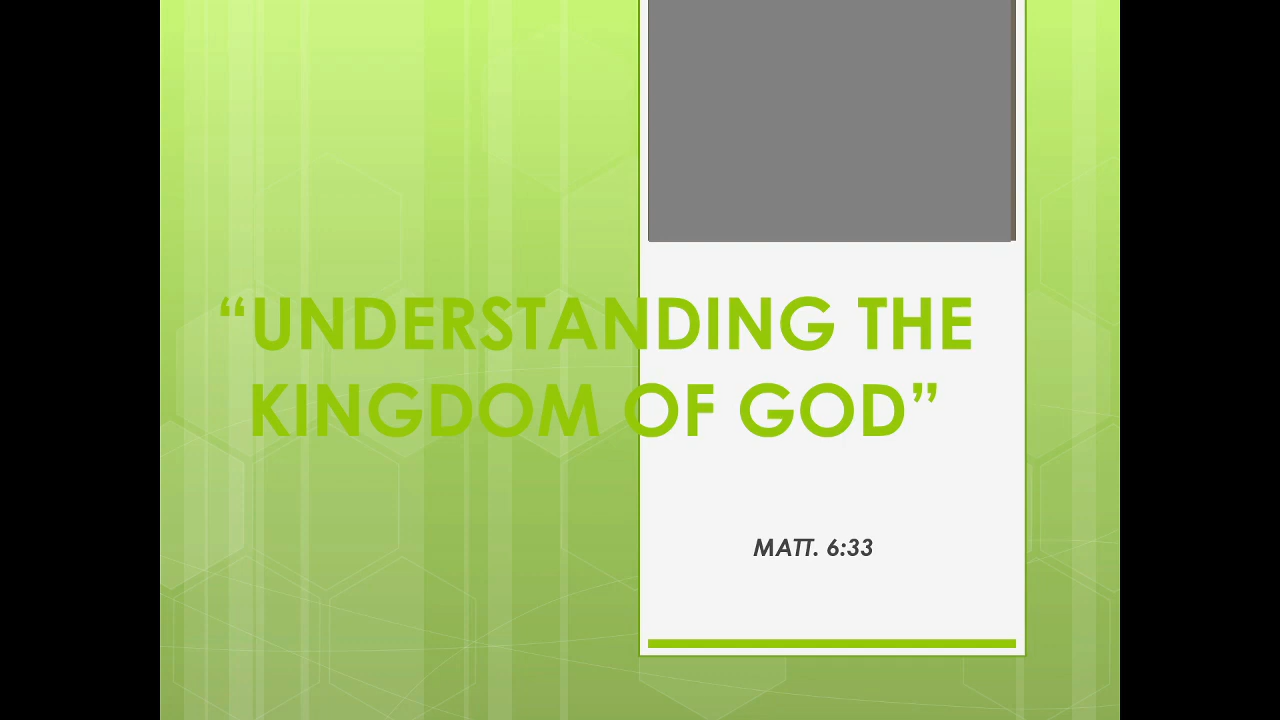 “UNDERSTANDING THE
KINGDOM OF GOD”
MATT. 6:33